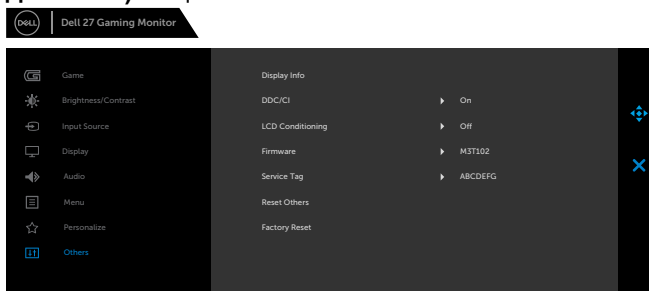 DELL
Dell 27 Gaming Monitor
Game
Display Info
Brightness/Contrast
DDC/CI
On
Input Source
LCD Conditioning
Off
Display
Firmware
M3T102
Audio
Service Tag
ABCDEFG
Menu
Reset Others
Personalize
Factory Reset
Others